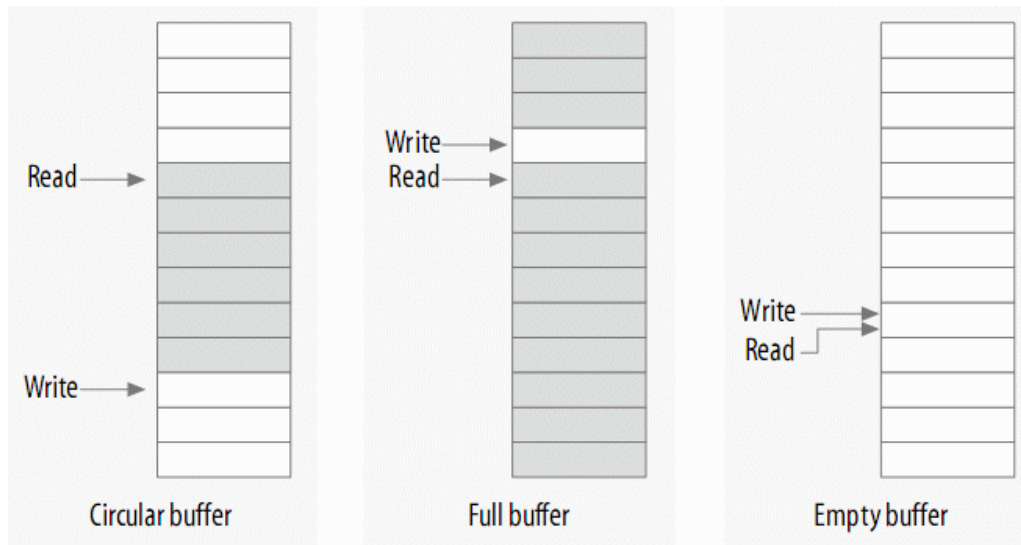 Read
Write
Circular buffer
Write
Read
Full buffer
Write
Read
Empty buffer